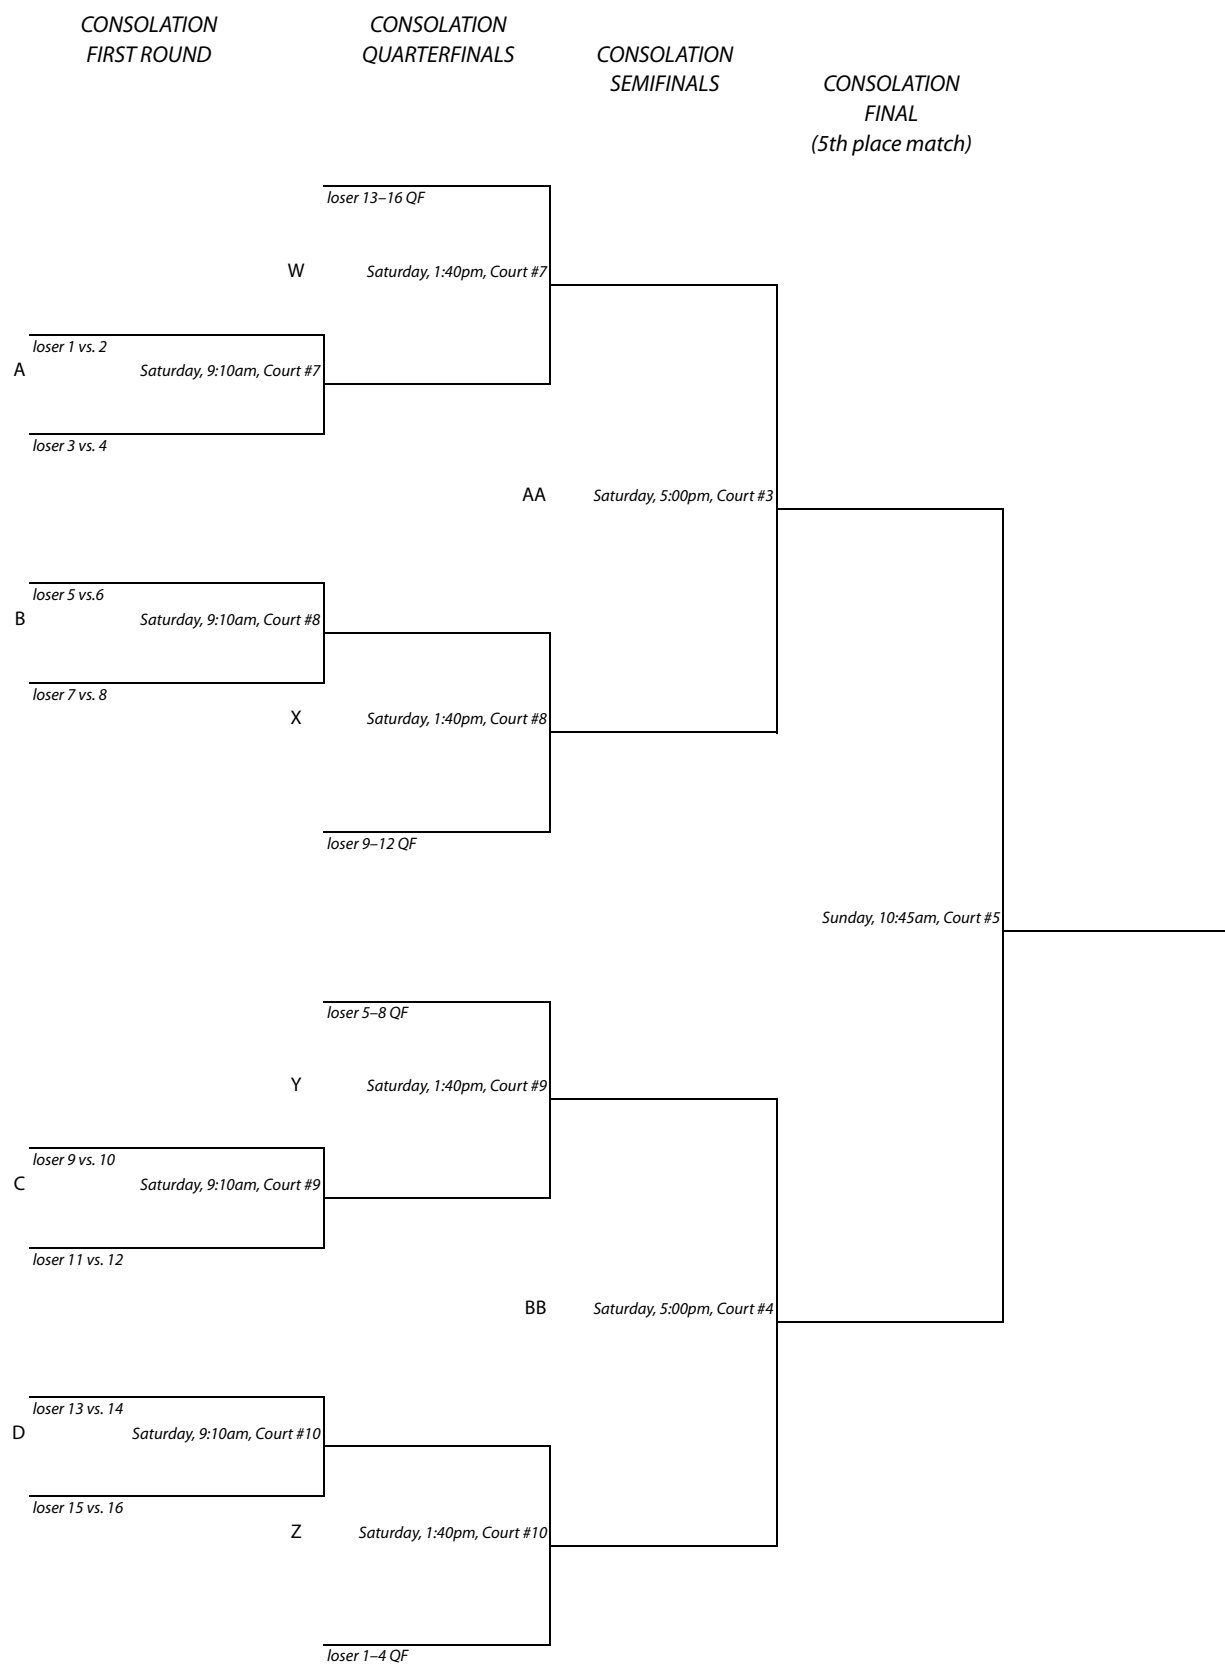 CONSOLATION
FIRST ROUND
CONSOLATION
QUARTERFINALS
CONSOLATION
SEMIFINALS
CONSOLATION
FINAL
(5th place match)
loser 13–16 QF
W
Saturday, 1:40pm, Court #7
loser 1 vs. 2
A
Saturday, 9:10am, Court #7
loser 3 vs. 4
AA
Saturday, 5:00pm, Court #3
loser 5 vs.6
B
Saturday, 9:10am, Court #8
loser 7 vs. 8
X
Saturday, 1:40pm, Court #8
loser 9–12 QF
Sunday, 10:45am, Court #5
loser 5–8 QF
Y
Saturday, 1:40pm, Court #9
loser 9 vs. 10
C
Saturday, 9:10am, Court #9
loser 11 vs. 12
BB
Saturday, 5:00pm, Court #4
loser 13 vs. 14
D
Saturday, 9:10am, Court #10
loser 15 vs. 16
Z
Saturday, 1:40pm, Court #10
loser 1–4 QF